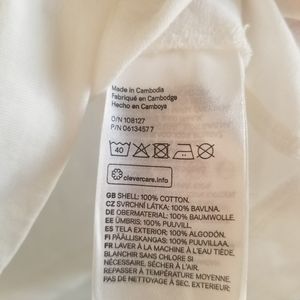 Made in Cambodia
Fabriqué en Cambodge
Hecho en Camboya
O/N 108127
P/N 06134577
40
clevercare.info
GB SHELL: 100% COTTON.
CZ SVRCHNÍ LÁTKA: 100% BAVLNA.
DE OBERMATERIAL: 100% BAUMWOLLE.
EE ÜMBRIS: 100% PUUVILL.
ES TELA EXTERIOR: 100% ALGODÓN.
FI PÄÄLLISKANGAS: 100% PUUVILLAA.
FR LAVER À LA MACHINE À L'EAU TIÈDE,
BLANCHIR SANS CHLORE SI
NÉCESSAIRE, SÉCHER À L'AIR.
REPASSER À TEMPÉRATURE MOYENNE.
PAS DE NETTOYAGE À SEC. EXTERIEUR: